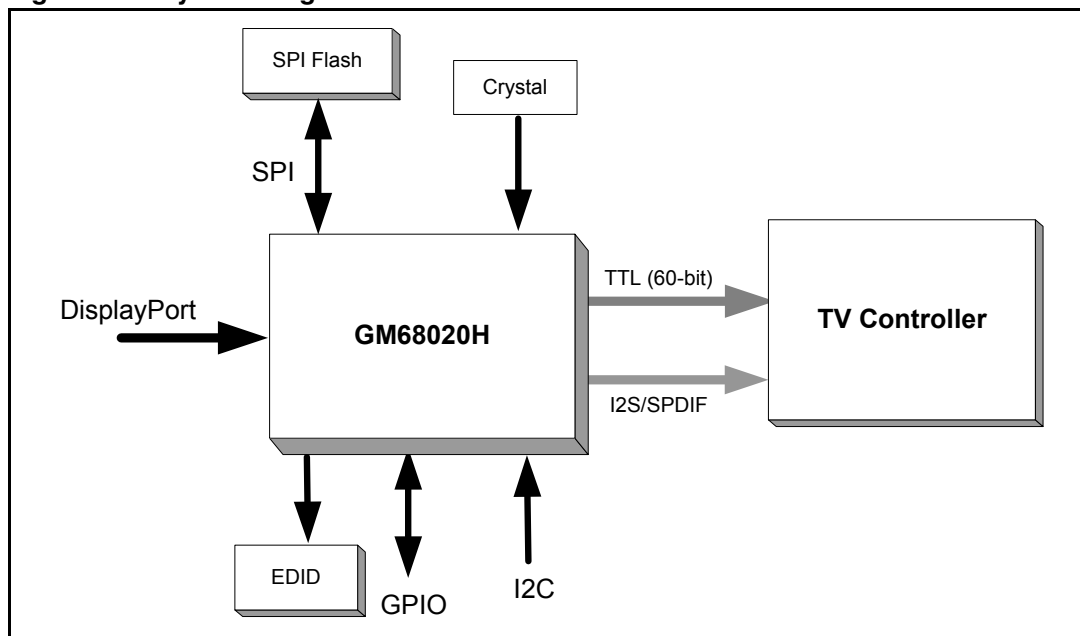 SPI Flash
Crystal
SPI
TTL (60-bit)
DisplayPort
GM68020H
TV Controller
I2S/SPDIF
EDID
GPIO
I2C